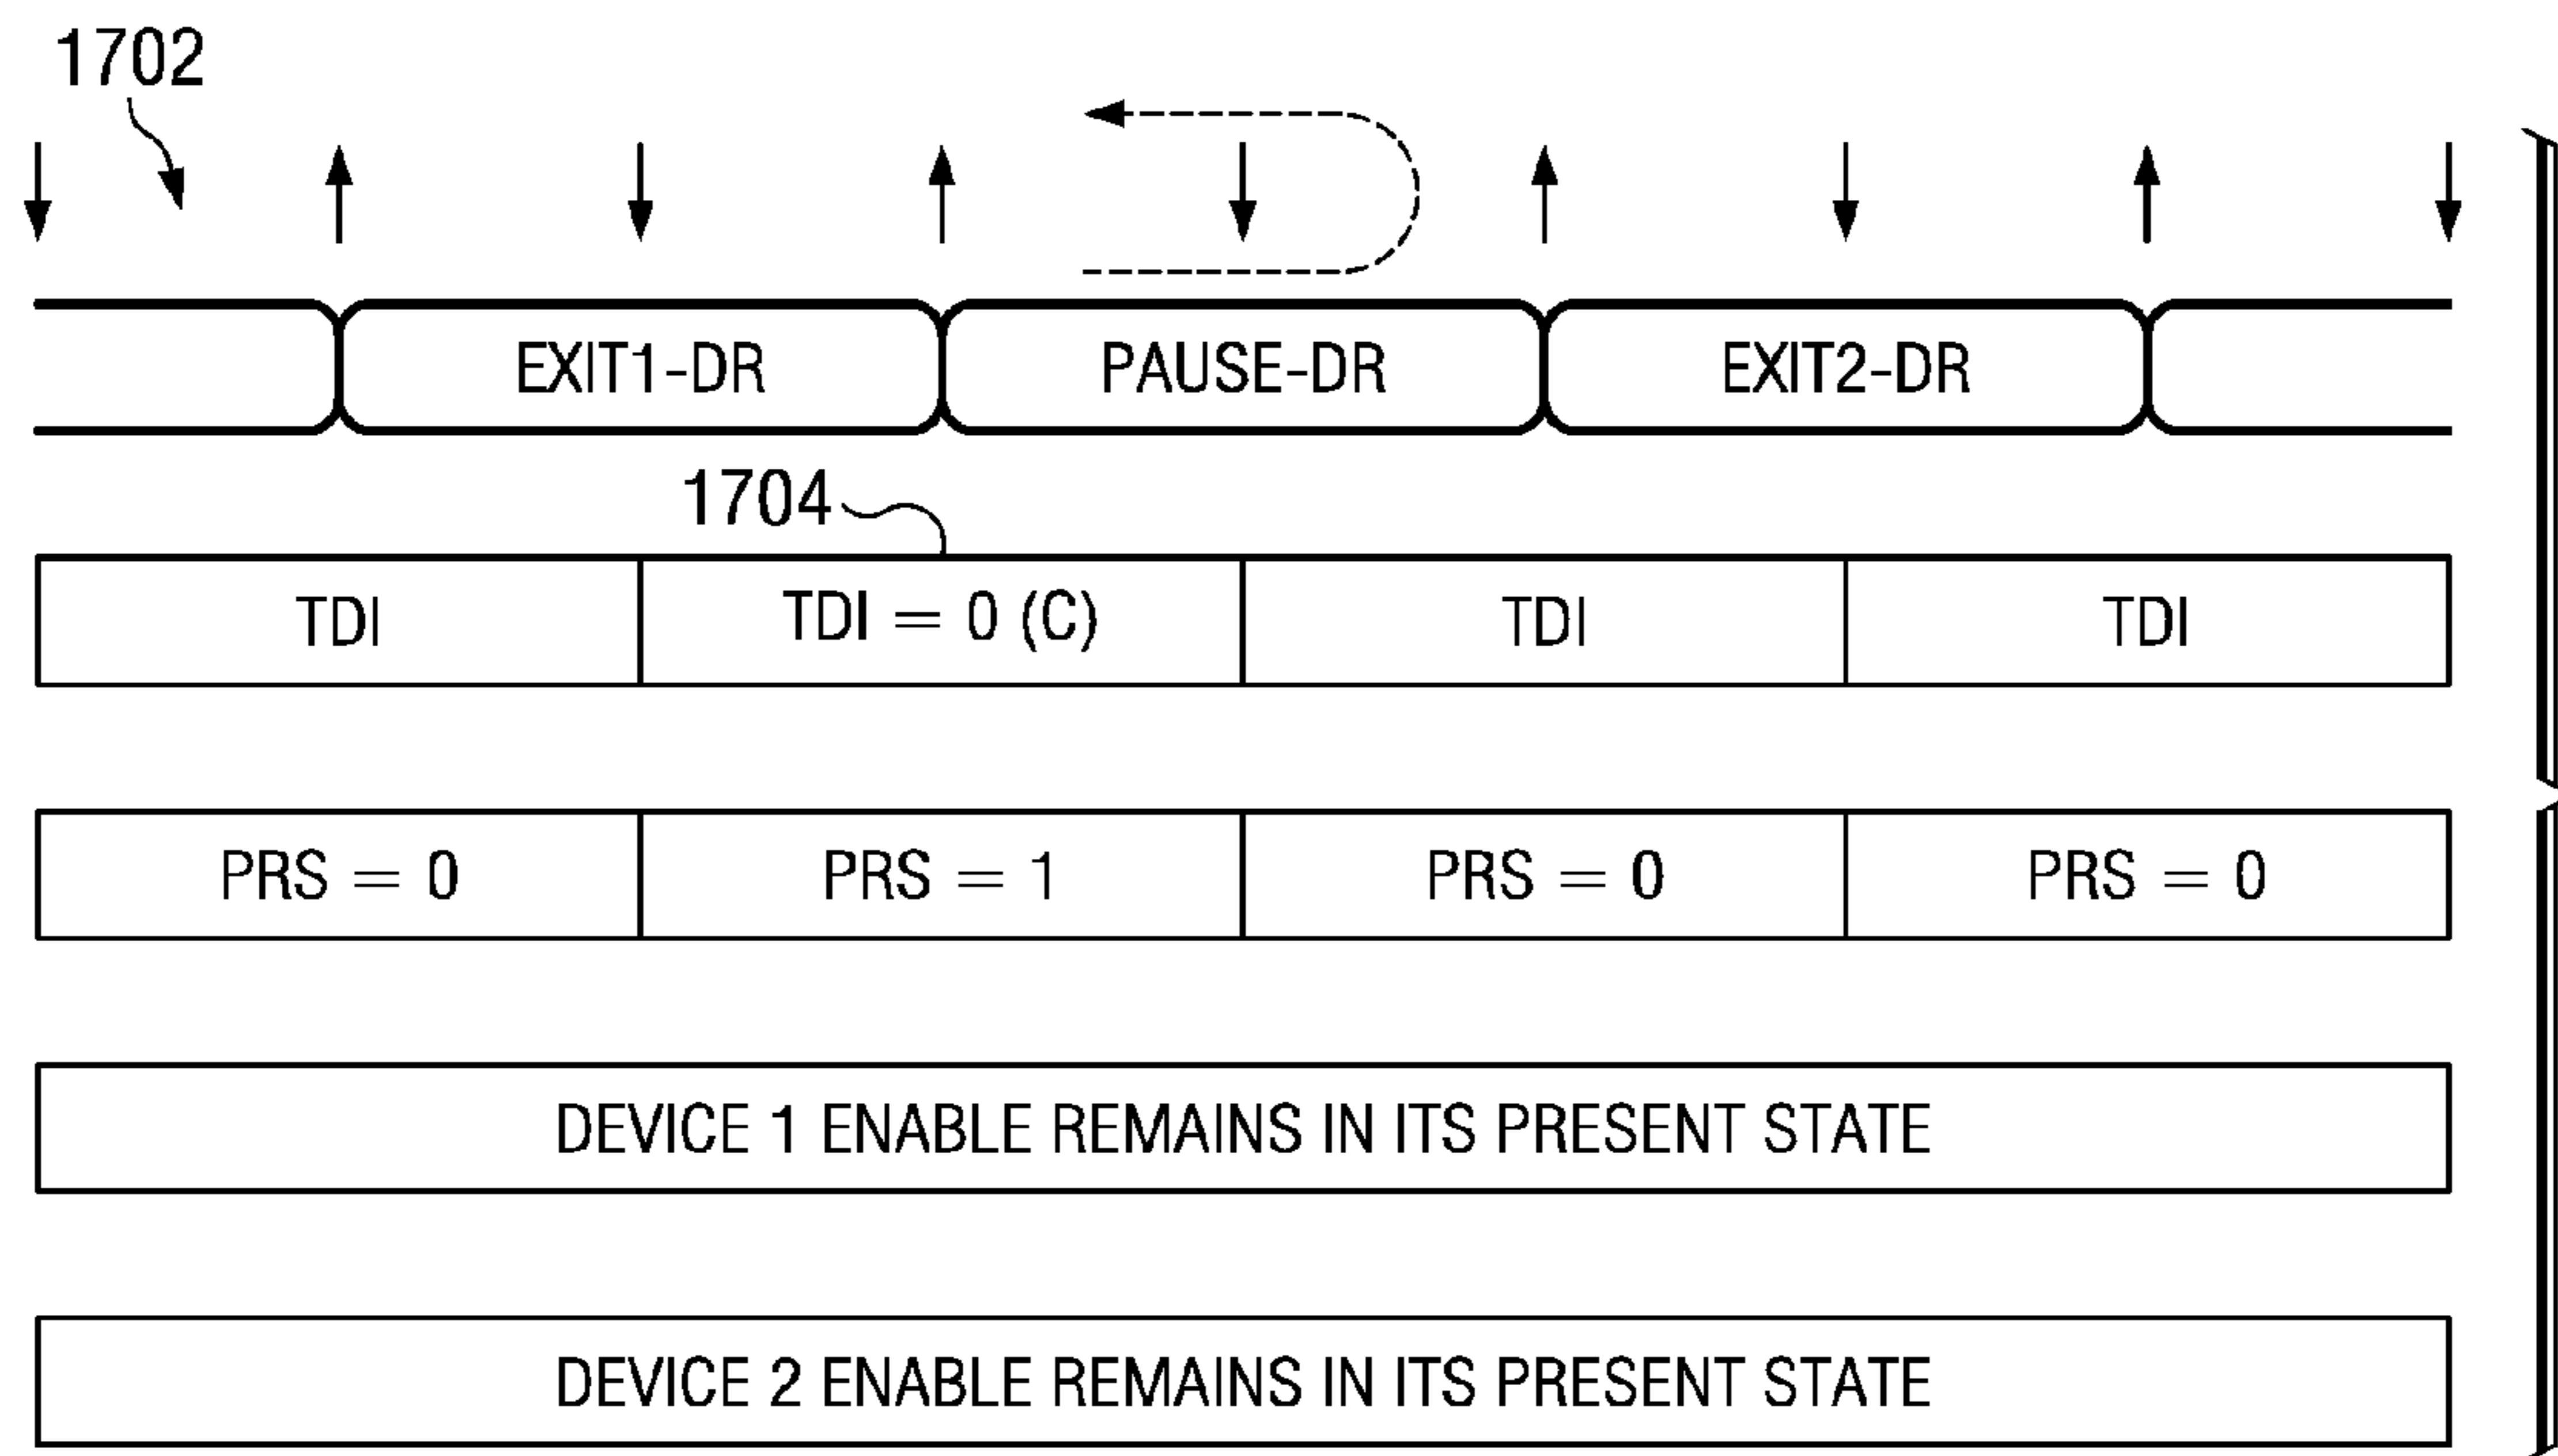 1702
EXIT1-DR PAUSE-DR EXIT2-DR
1704
TDI TDI = 0 (C) TDI TDI
PRS = 0 PRS = 1 PRS = 0 PRS = 0
DEVICE 1 ENABLE REMAINS IN ITS PRESENT STATE
DEVICE 2 ENABLE REMAINS IN ITS PRESENT STATE